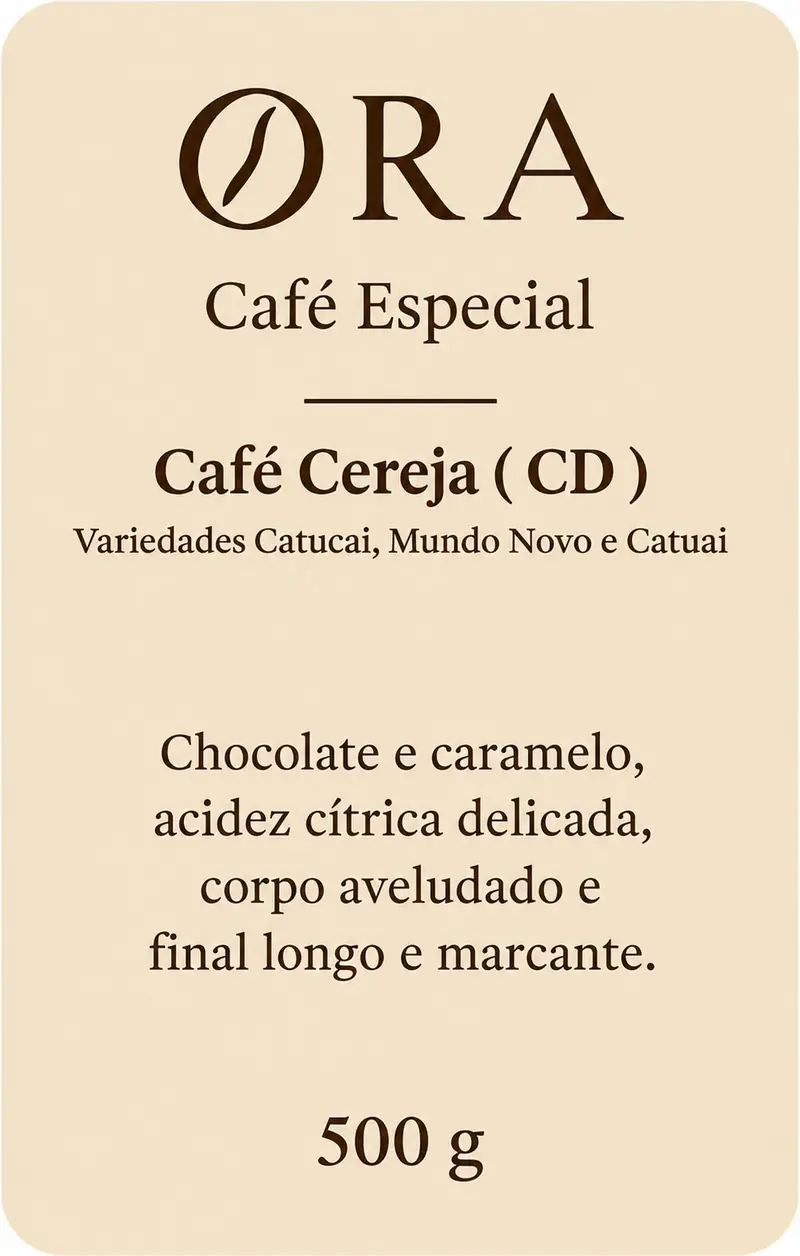 ORA
Café Especial
Café Cereja ( CD )
Variedades Catucai, Mundo Novo e Catuai
Chocolate e caramelo,
acidez cítrica delicada,
corpo aveludado e
final longo e marcante.
500 g